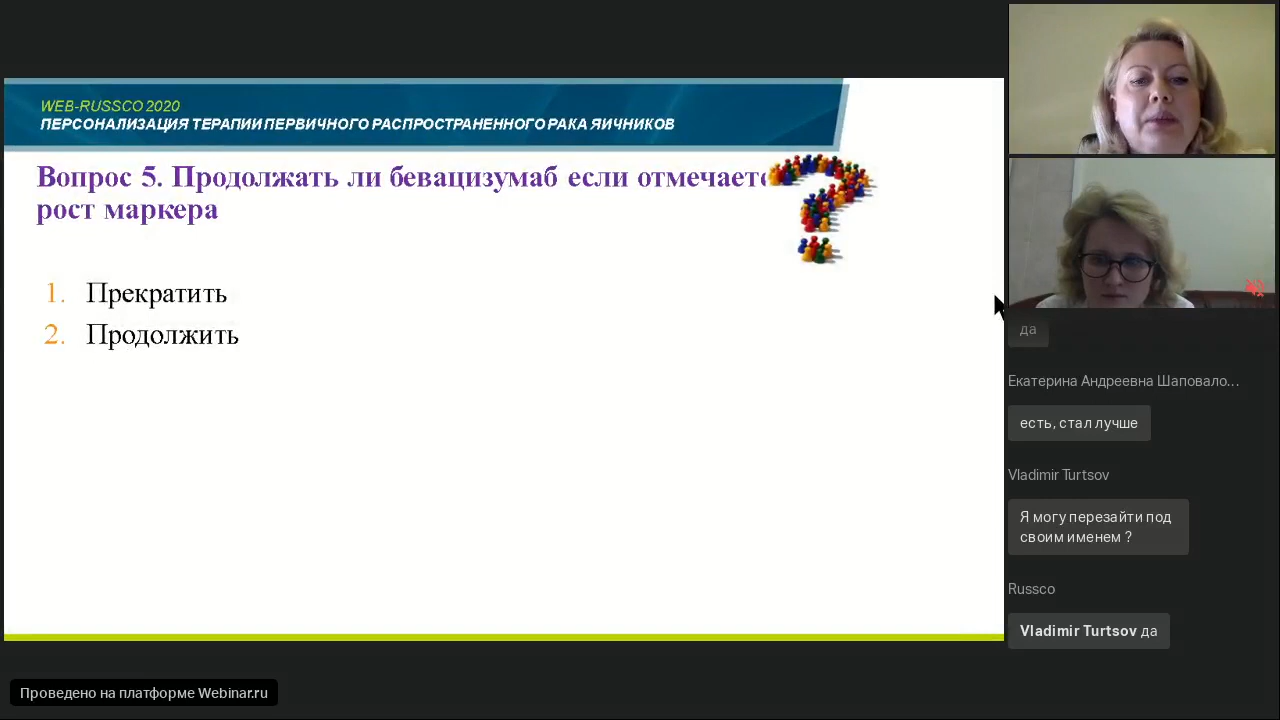 WEB-RUSSCO 2020
ПЕРСОНАЛИЗАЦИЯ ТЕРАПИИ ПЕРВИЧНОГО РАСПРОСТРАНЕННОГО РАКА ЯИЧНИКОВ
Вопрос 5. Продолжать ли бевацизумаб если отмечаетс
рост маркера
1. Прекратить
2. Продолжить
да
Екатерина Андреевна Шаповало...
есть, стал лучше
Vladimir Turtsov
Я могу перезайти под
своим именем ?
Russco
Vladimir Turtsov да
Проведено на платформе Webinar.ru